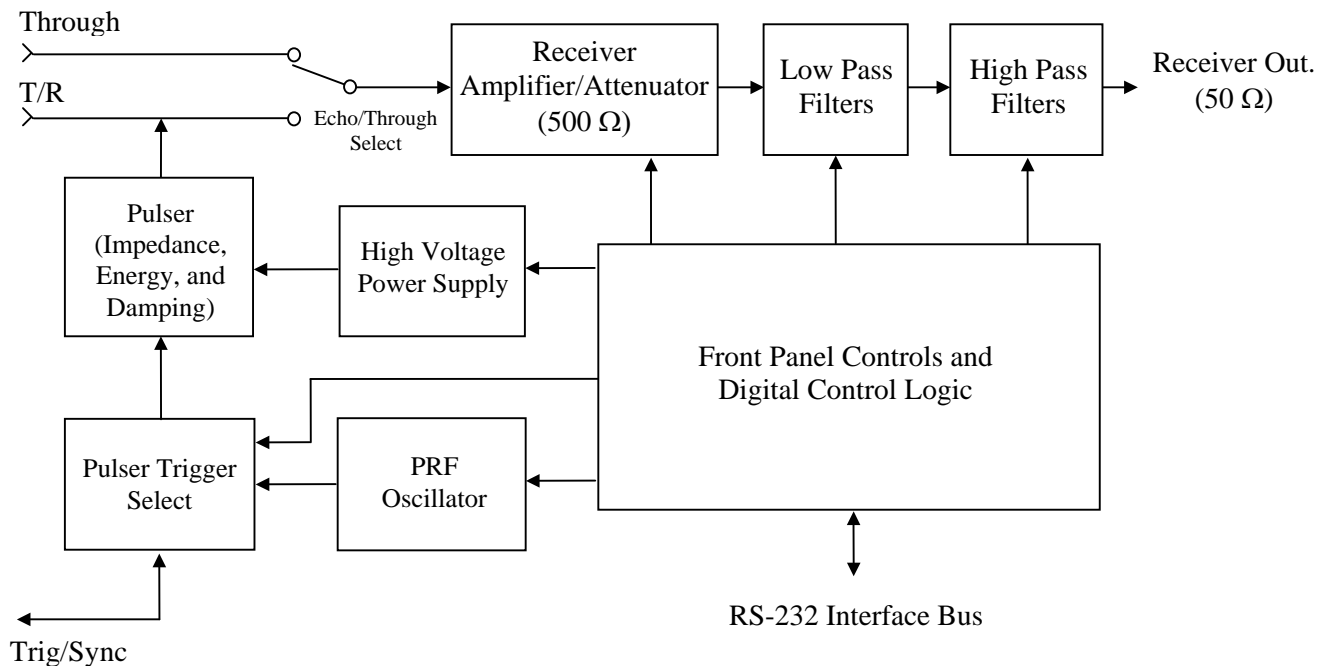 Through
T/R
Echo/Through
Select
Receiver
Amplifier/Attenuator
(500 Ω)
Low Pass
Filters
High Pass
Filters
Receiver Out.
(50 Ω)
Pulser
(Impedance,
Energy, and
Damping)
High Voltage
Power Supply
Front Panel Controls and
Digital Control Logic
Pulser Trigger
Select
PRF
Oscillator
RS-232 Interface Bus
Trig/Sync